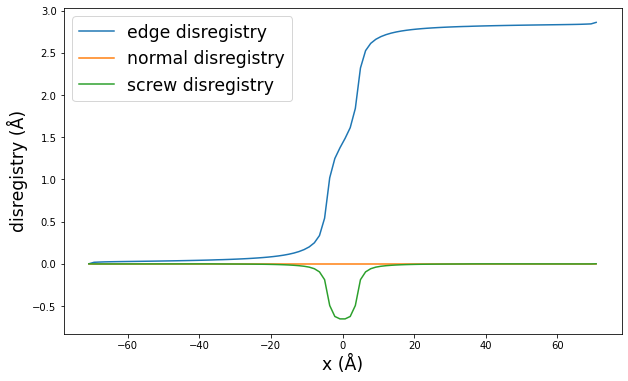 edge disregistry
normal disregistry
screw disregistry
3.0
2.5
2.0
1.5
1.0
0.5
0.0
−0.5
disregistry (Å)
−60 −40 −20 0 20 40 60
x (Å)